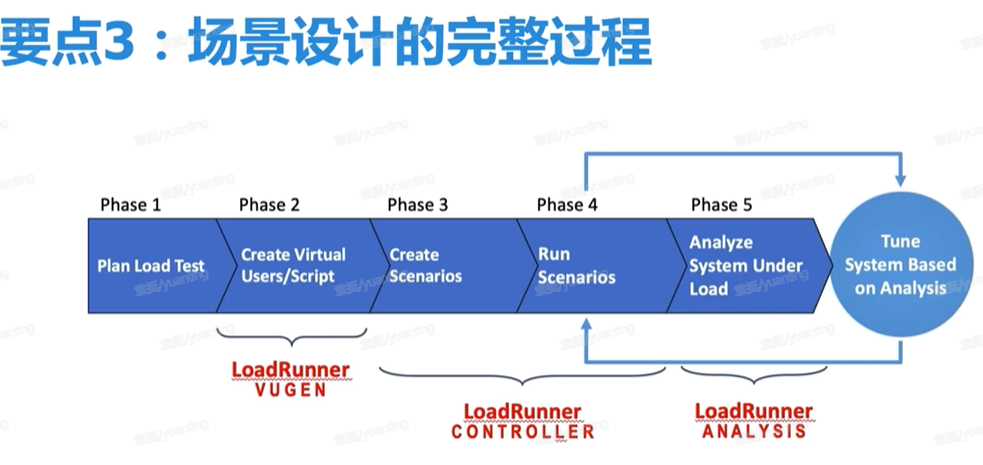 要点3：场景设计的完整过程
Phase 1
Phase 2
Phase 3
Phase 4
Phase 5
Plan Load Test
Create Virtual
Users/Script
Create
Scenarios
Run
Scenarios
Analyze
System Under
Load
Tune
System Based
on Analysis
LoadRunner
VUGEN
LoadRunner
CONTROLLER
LoadRunner
ANALYSIS